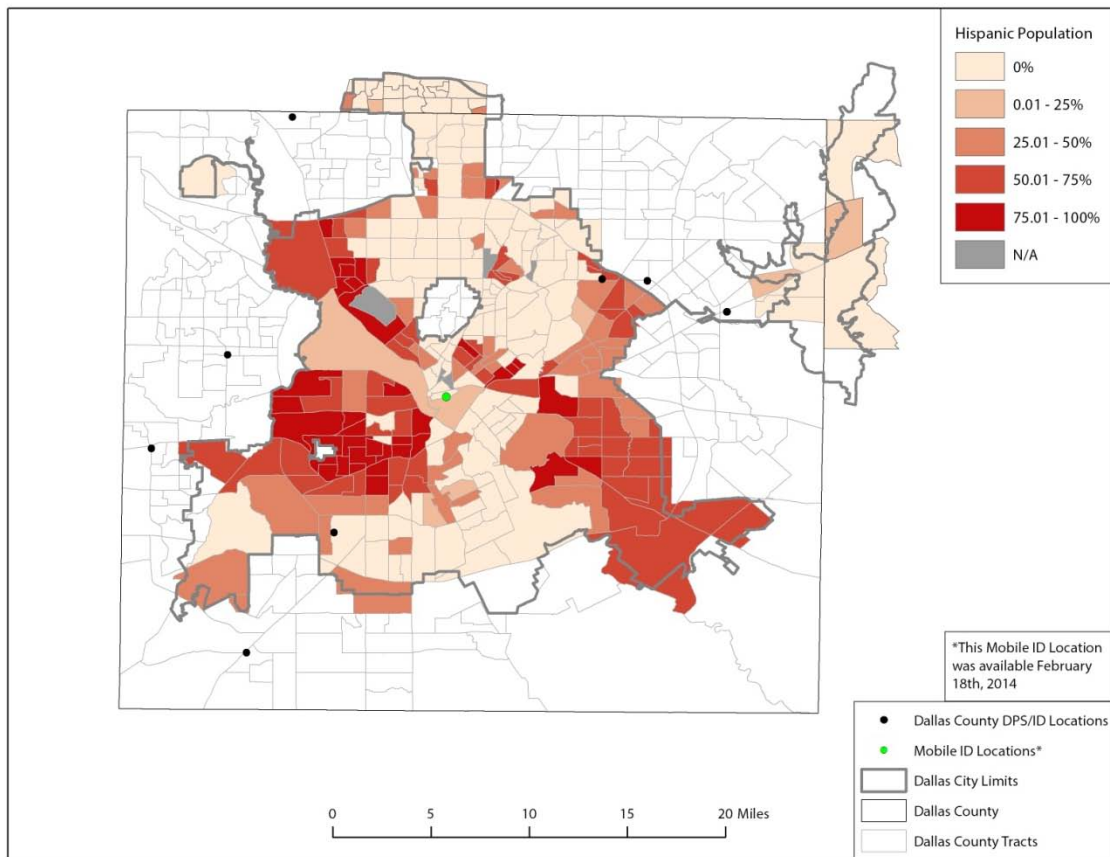 Hispanic Population
0%
0.01 - 25%
25.01 - 50%
50.01 - 75%
75.01 - 100%
N/A
*This Mobile ID Location
was available February
18th, 2014
Dallas County DPS/ID Locations
Mobile ID Locations*
Dallas City Limits
Dallas County
Dallas County Tracts
0 5 10 15 20 Miles